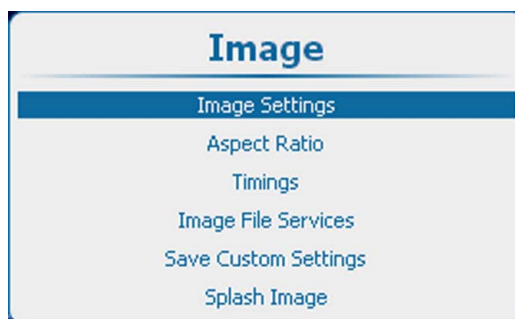 Image
Image Settings
Aspect Ratio
Timings
Image File Services
Save Custom Settings
Splash Image